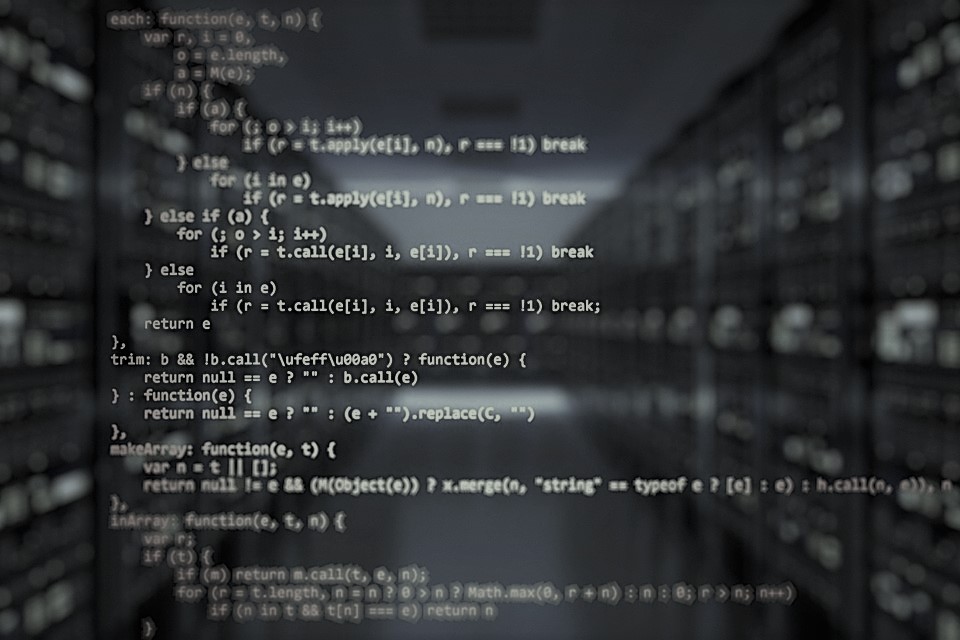 each: function(e, t, n) {
var r, i = 0,
o = e.length,
a = M(e);
if (n) {
if (a) {
for (; o > i; i++)
if (r = t.apply(e[i], n), r === !1) break
} else
for (i in e)
if (r = t.apply(e[i], n), r === !1) break
} else if (a) {
for (; o > i; i++)
if (r = t.call(e[i], i, e[i]), r === !1) break
} else
for (i in e)
if (r = t.call(e[i], i, e[i]), r === !1) break;
return e
},
trim: b && !b.call("\ufeff\u00a0") ? function(e) {
return null == e ? "" : b.call(e)
} : function(e) {
return null == e ? "" : (e + "").replace(C, "")
},
makeArray: function(e, t) {
var n = t || [];
return null != e && (M(Object(e)) ? x.merge(n, "string" == typeof e ? [e] : e) : h.call(n, e)), n
},
inArray: function(e, t, n) {
var r;
if (t) {
if (m) return m.call(t, e, n);
for (r = t.length, n = n ? 0 > n ? Math.max(0, r + n) : n : 0; r > n; n++)
if (n in t && t[n] === e) return n
}